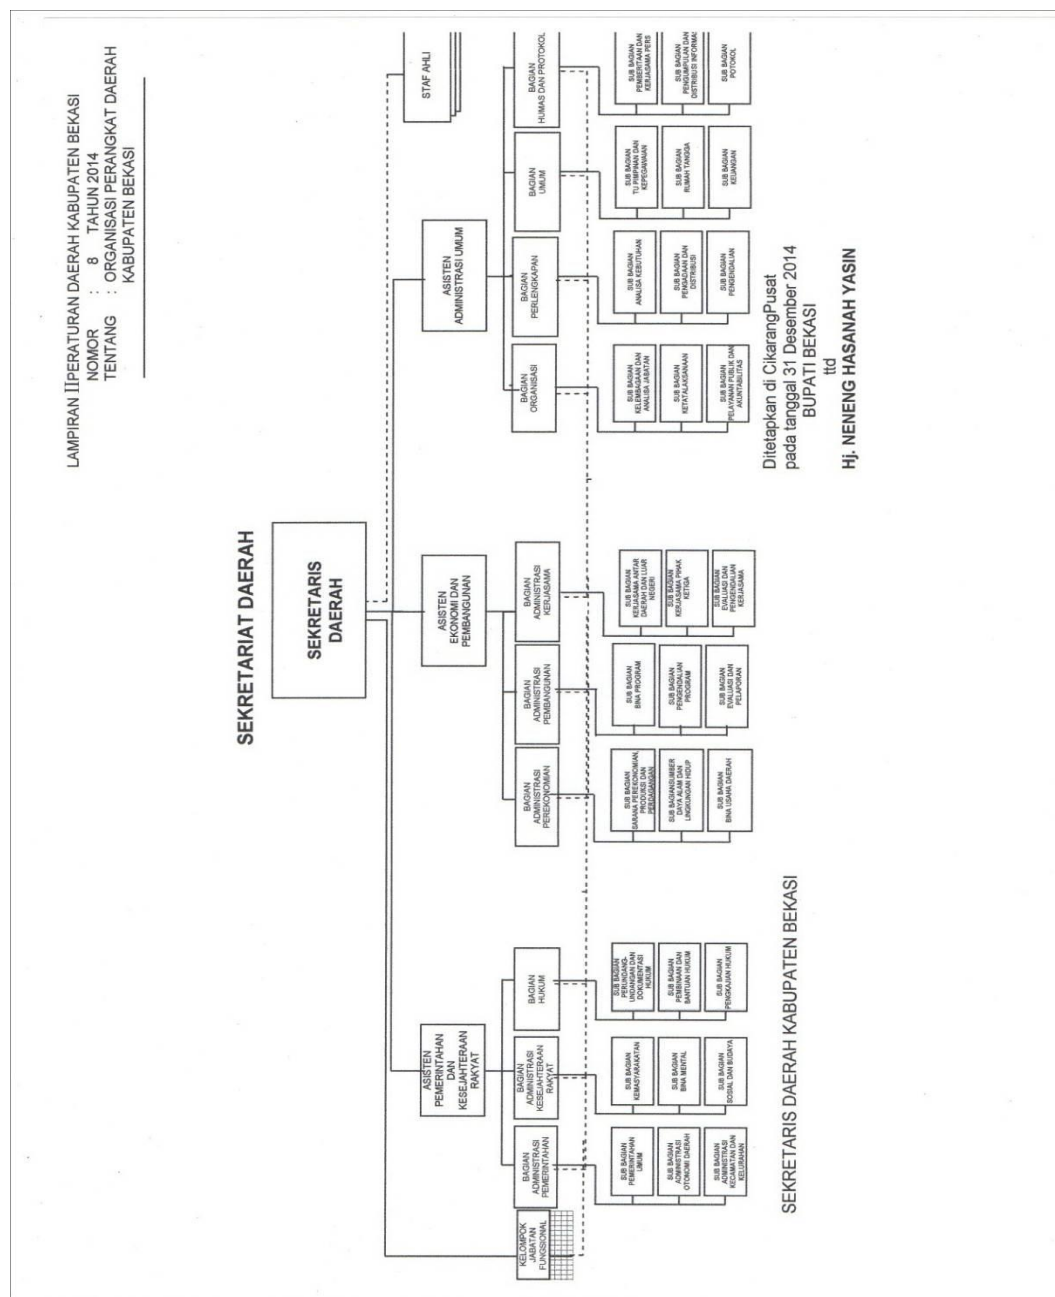 LAMPIRAN IIPERATURAN DAERAH KABUPATEN BEKASI
NOMOR : 8 TAHUN 2014
TENTANG : ORGANISASI PERANGKAT DAERAH
KABUPATEN BEKASI
SEKRETARIAT DAERAH
SEKRETARIS
DAERAH
STAF AHLI
ASISTEN
PEMERINTAHAN
DAN
KESEJAHTERAAN
RAKYAT
ASISTEN
EKONOMI DAN
PEMBANGUNAN
ASISTEN
ADMINISTRASI UMUM
KELOMPOK
JABATAN
FUNGSIONAL
BAGIAN
ADMINISTRASI
PEMERINTAHAN
BAGIAN
ADMINISTRASI
KESEJAHTERAAN
RAKYAT
BAGIAN
HUKUM
BAGIAN
ADMINISTRASI
PEREKONOMIAN
BAGIAN
ADMINISTRASI
PEMBANGUNAN
BAGIAN
ADMINISTRASI
KERJASAMA
BAGIAN
ORGANISASI
BAGIAN
PERLENGKAPAN
BAGIAN
UMUM
BAGIAN
HUMAS DAN PROTOKOL
SUB BAGIAN
PEMERINTAHAN
UMUM
SUB BAGIAN
ADMINISTRASI
OTONOMI DAERAH
SUB BAGIAN
ADMINISTRASI
KECAMATAN DAN
KELURAHAN
SUB BAGIAN
KEMASYARAKATAN
SUB BAGIAN
BINA MENTAL
SUB BAGIAN
SOSIAL DAN BUDAYA
SUB BAGIAN
PERUNDANG-
UNDANGAN DAN
DOKUMENTASI
HUKUM
SUB BAGIAN
PEMBINAAN DAN
BANTUAN HUKUM
SUB BAGIAN
PENGKAJIAN HUKUM
SUB BAGIAN
SARANA PEREKONOMIAN,
PRODUKSI DAN
PERDAGANGAN
SUB BAGIANSUMBER
DAYA ALAM DAN
LINGKUNGAN HIDUP
SUB BAGIAN
BINA USAHA DAERAH
SUB BAGIAN
BINA PROGRAM
SUB BAGIAN
PENGENDALIAN
PROGRAM
SUB BAGIAN
EVALUASI DAN
PELAPORAN
SUB BAGIAN
KERJASAMA ANTAR
DAERAH DAN LUAR
NEGERI
SUB BAGIAN
KERJASAMA PIHAK
KETIGA
SUB BAGIAN
EVALUASI DAN
PENGENDALIAN
KERJASAMA
SUB BAGIAN
KELEMBAGAAN DAN
ANALISA JABATAN
SUB BAGIAN
KETATALAKSANAAN
SUB BAGIAN
PELAYANAN PUBLIK DAN
AKUNTABILITAS
SUB BAGIAN
ANALISA KEBUTUHAN
SUB BAGIAN
PENGADAAN DAN
DISTRIBUSI
SUB BAGIAN
PENGENDALIAN
SUB BAGIAN
TU PIMPINAN DAN
KEPEGAWAIAN
SUB BAGIAN
RUMAH TANGGA
SUB BAGIAN
KEUANGAN
SUB BAGIAN
PEMBERITAAN DAN
KERJASAMA PERS
SUB BAGIAN
PENGUMPULAN DAN
DISTRIBUSI INFORMAS
SUB BAGIAN
POTOKOL
SEKRETARIS DAERAH KABUPATEN BEKASI
Ditetapkan di CikarangPusat
pada tanggal 31 Desember 2014
BUPATI BEKASI
ttd
Hj. NENENG HASANAH YASIN